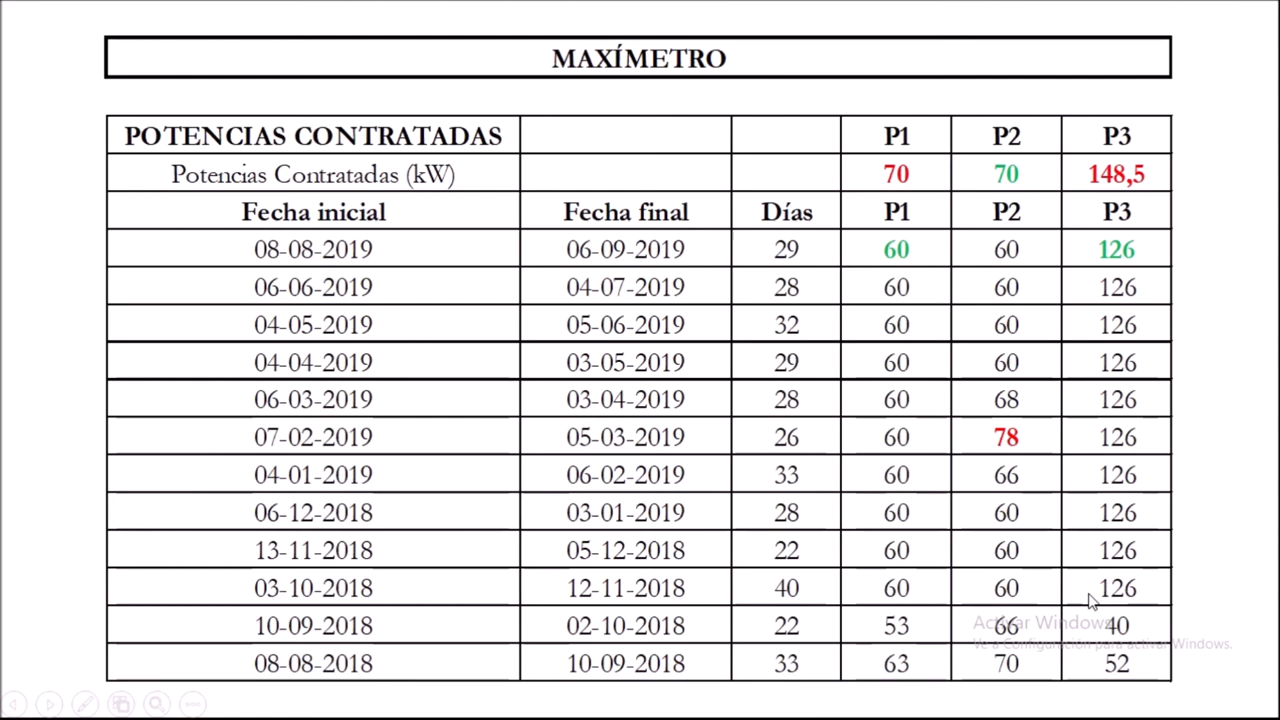 MAXÍMETRO
POTENCIAS CONTRATADAS P1 P2 P3
Potencias Contratadas (kW) 70 70 148,5
Fecha inicial Fecha final Días P1 P2 P3
08-08-2019 06-09-2019 29 60 60 126
06-06-2019 04-07-2019 28 60 60 126
04-05-2019 05-06-2019 32 60 60 126
04-04-2019 03-05-2019 29 60 60 126
06-03-2019 03-04-2019 28 60 68 126
07-02-2019 05-03-2019 26 60 78 126
04-01-2019 06-02-2019 33 60 66 126
06-12-2018 03-01-2019 28 60 60 126
13-11-2018 05-12-2018 22 60 60 126
03-10-2018 12-11-2018 40 60 60 126
10-09-2018 02-10-2018 22 53 66 40
Activar Windows
Ve a Configuración para activar Windows.
08-08-2018 10-09-2018 33 63 70 52